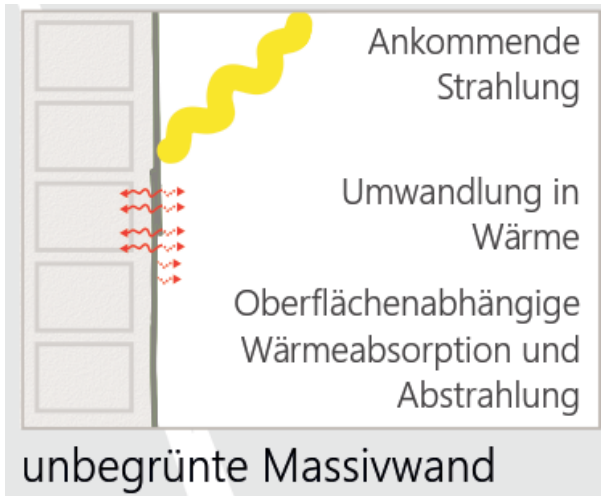 Ankommende
Strahlung
Umwandlung in
Wärme
Oberflächenabhängige
Wärmeabsorption und
Abstrahlung
unbegrünte Massivwand